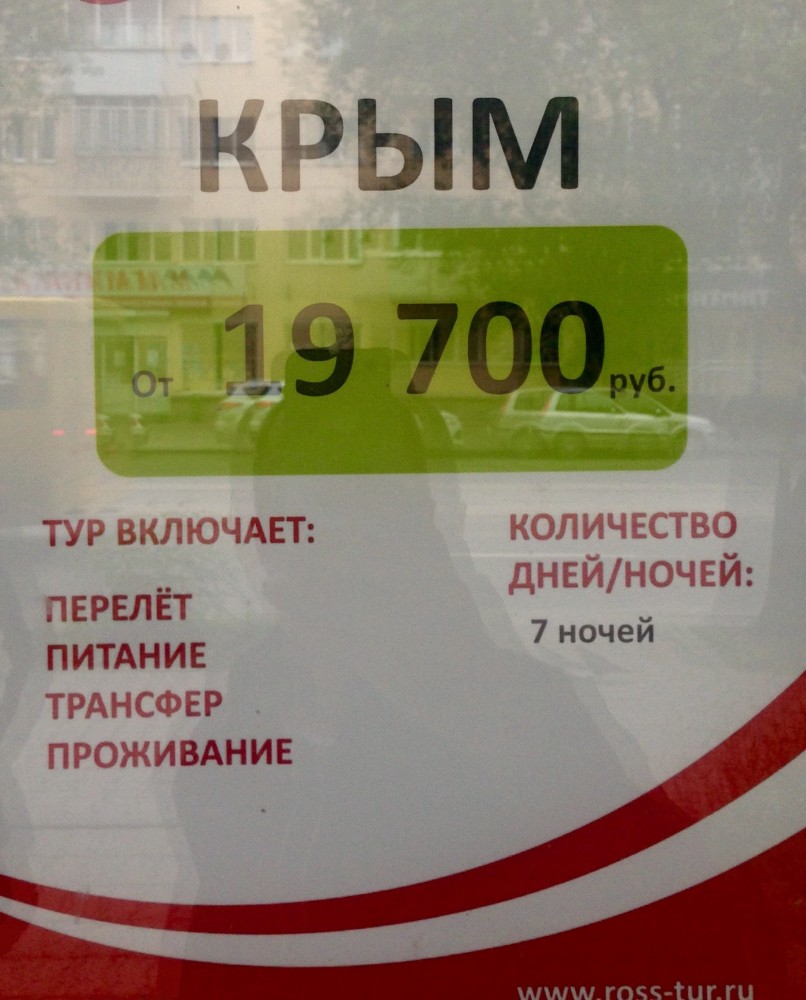 КРЫМ
От 19 700 руб.
ТУР ВКЛЮЧАЕТ:
ПЕРЕЛЁТ
ПИТАНИЕ
ТРАНСФЕР
ПРОЖИВАНИЕ
КОЛИЧЕСТВО
ДНЕЙ/НОЧЕЙ:
7 ночей
www.ross-tur.ru